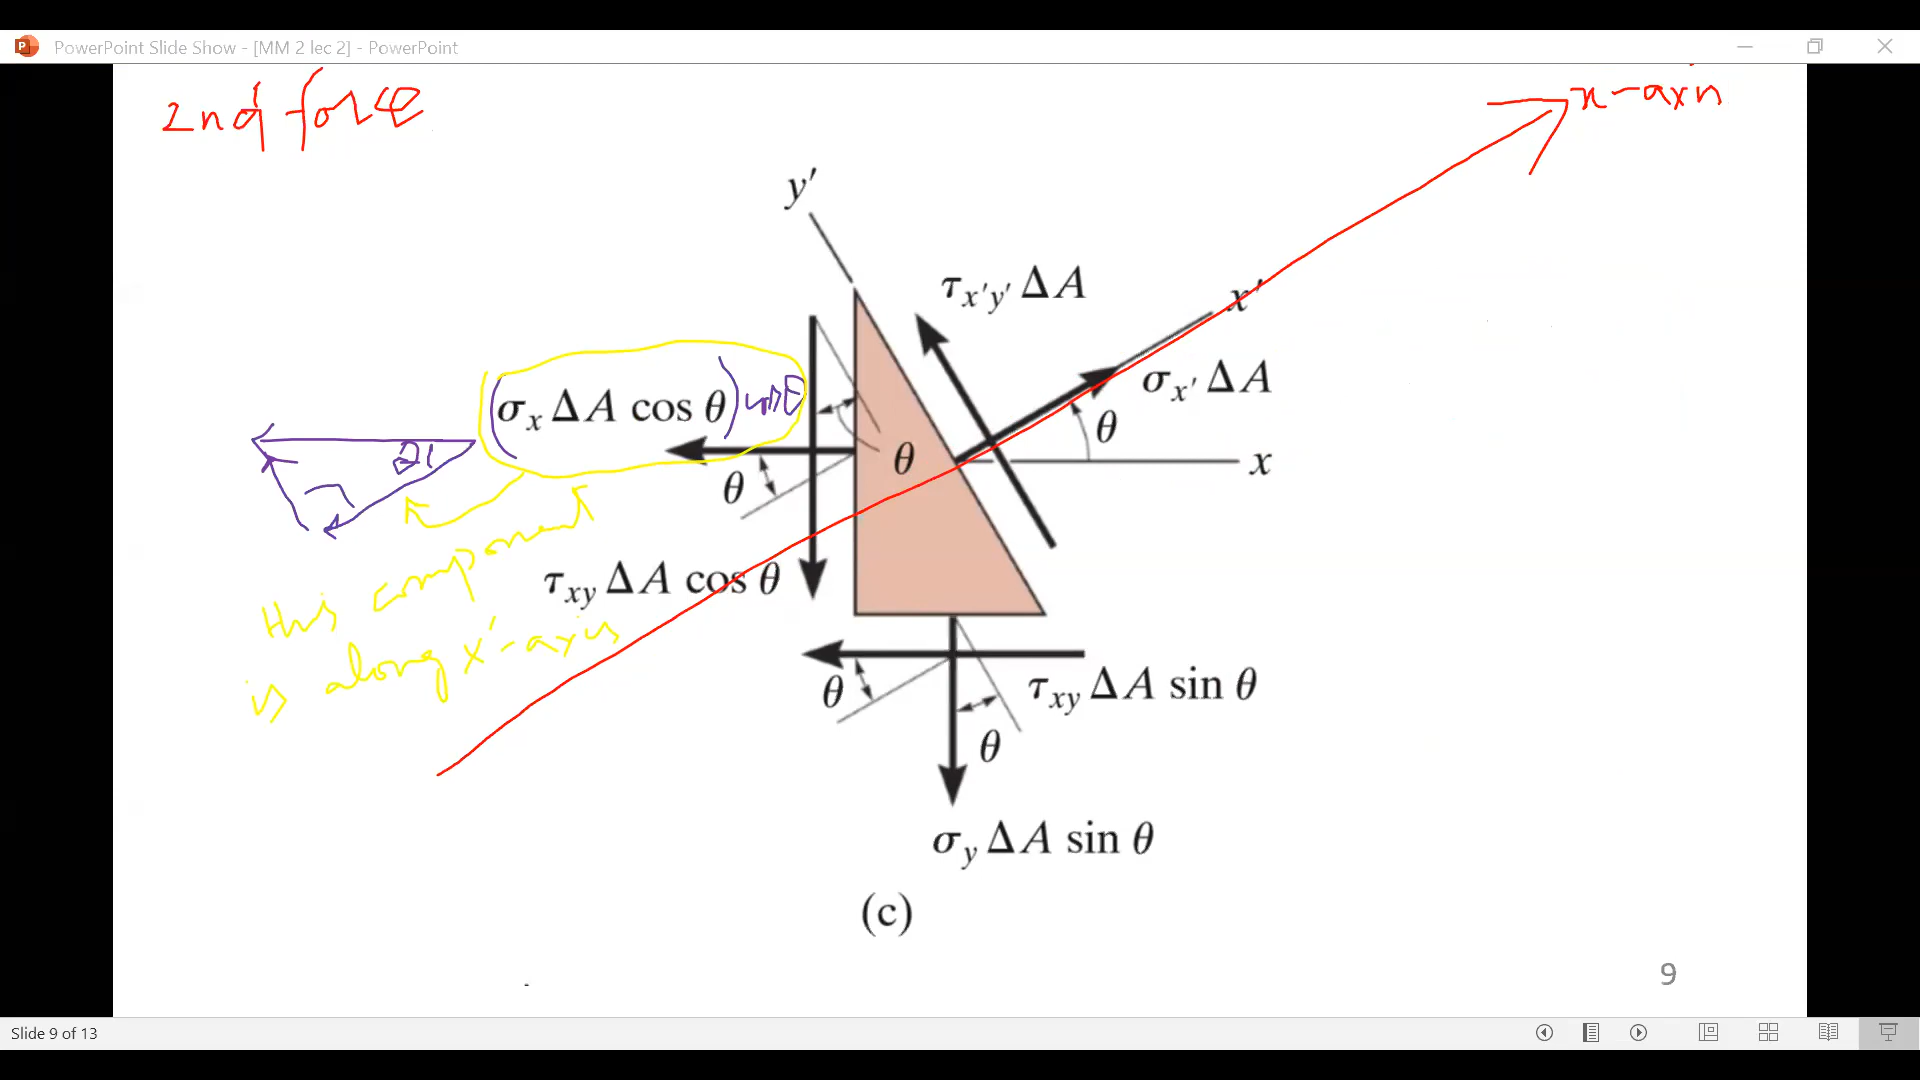 PowerPoint Slide Show - [MM 2 lec 2] - PowerPoint
2nd force
x-axis
y′
τx′y′ ΔA
x′
σx′ ΔA
(σx ΔA cos θ) cosθ
θ
θ
x
θ
θ
θ
τxy ΔA cos θ
this component
is along x′-axis
θ
τxy ΔA sin θ
θ
σy ΔA sin θ
(c)
9
Slide 9 of 13